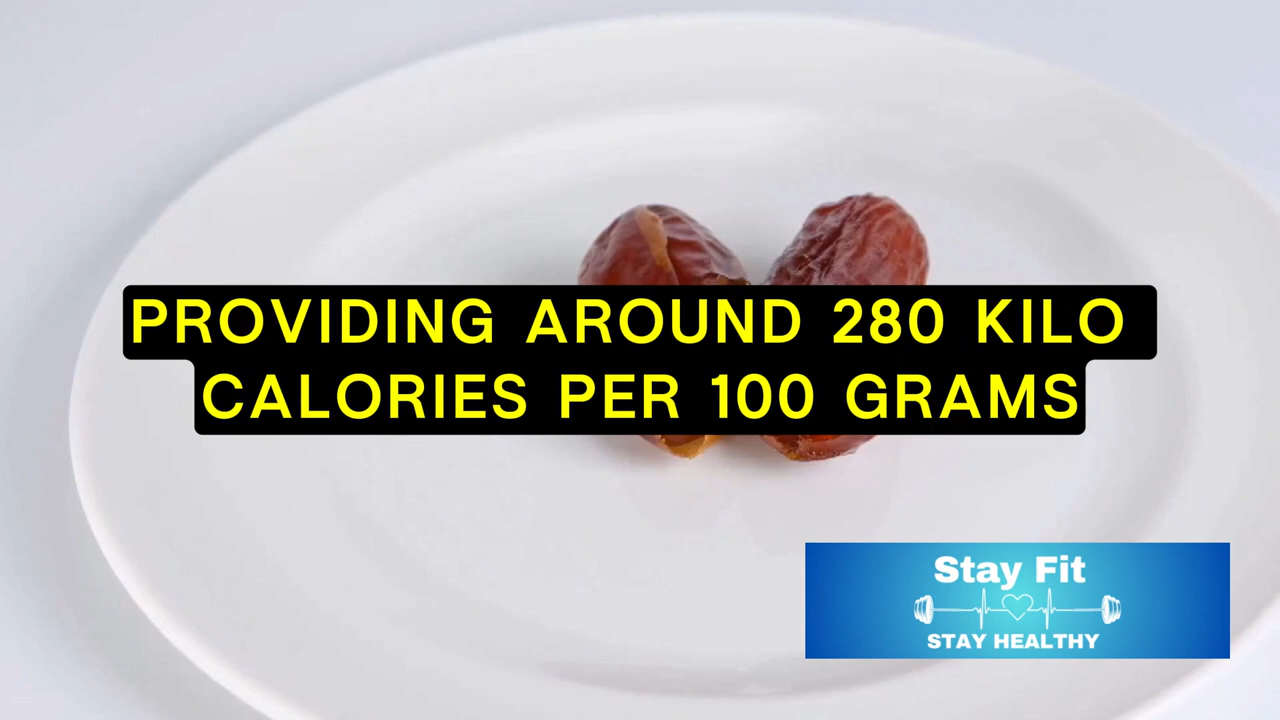 PROVIDING AROUND 280 KILO
CALORIES PER 100 GRAMS
Stay Fit
STAY HEALTHY